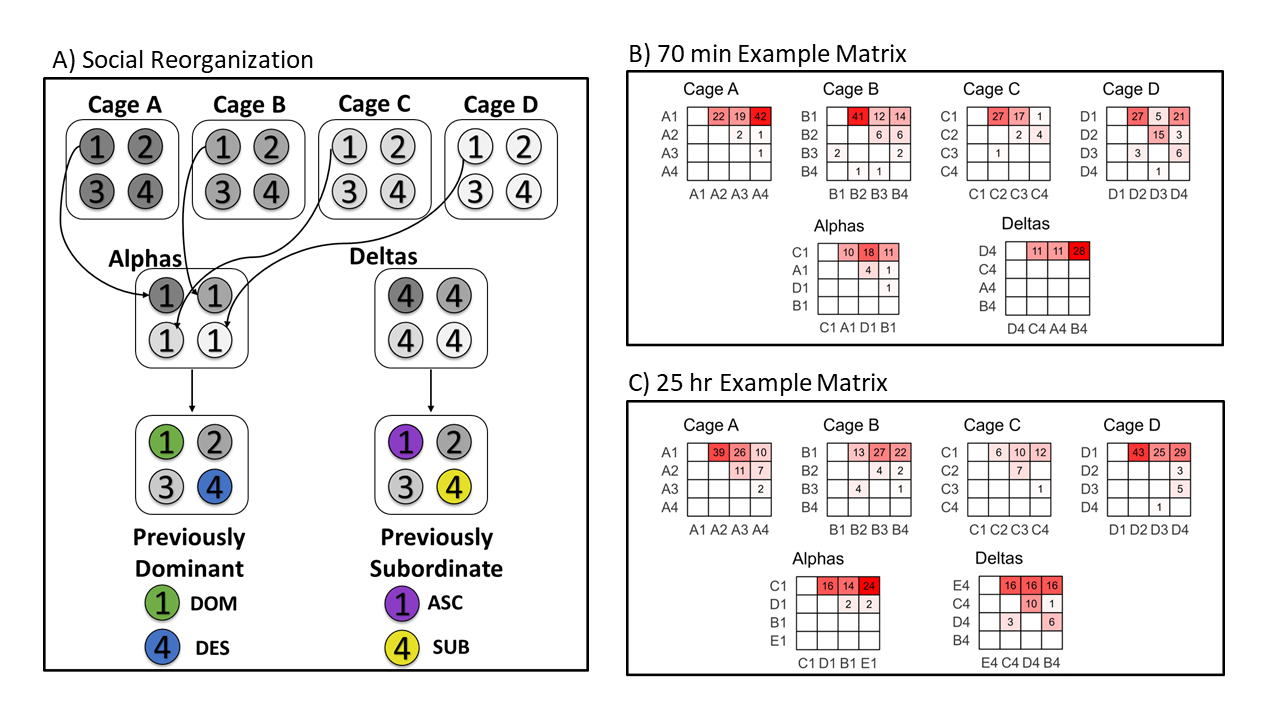 A) Social Reorganization
Cage A Cage B Cage C Cage D
1 2 1 2 1 2 1 2
3 4 3 4 3 4 3 4
Alphas Deltas
1 1 4 4
1 1 4 4
1 2 1 2
3 4 3 4
Previously Previously
Dominant Subordinate
1 DOM 1 ASC
4 DES 4 SUB
B) 70 min Example Matrix
Cage A Cage B Cage C Cage D
A1 22 19 42 B1 41 12 14 C1 27 17 1 D1 27 5 21
A2 2 1 B2 6 6 C2 2 4 D2 15 3
A3 1 B3 2 2 C3 1 D3 3 6
A4 B4 1 1 C4 D4 1
A1 A2 A3 A4 B1 B2 B3 B4 C1 C2 C3 C4 D1 D2 D3 D4
Alphas Deltas
C1 10 18 11 D4 11 11 28
A1 4 1 C4
D1 1 A4
B1 B4
C1 A1 D1 B1 D4 C4 A4 B4
C) 25 hr Example Matrix
Cage A Cage B Cage C Cage D
A1 39 26 10 B1 13 27 22 C1 6 10 12 D1 43 25 29
A2 11 7 B2 4 2 C2 7 D2 3
A3 2 B3 4 1 C3 1 D3 5
A4 B4 C4 D4 1
A1 A2 A3 A4 B1 B2 B3 B4 C1 C2 C3 C4 D1 D2 D3 D4
Alphas Deltas
C1 16 14 24 E4 16 16 16
D1 2 2 C4 10 1
B1 D4 3 6
E1 B4
C1 D1 B1 E1 E4 C4 D4 B4